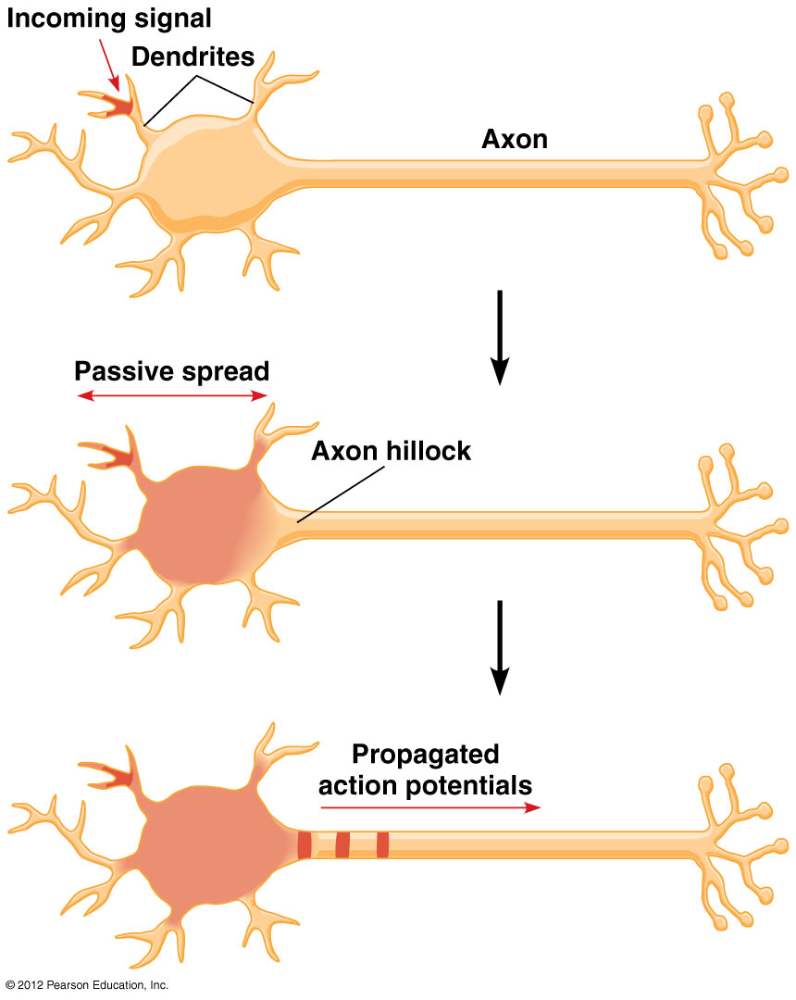 Incoming signal
Dendrites
Axon
Passive spread
Axon hillock
Propagated
action potentials
© 2012 Pearson Education, Inc.